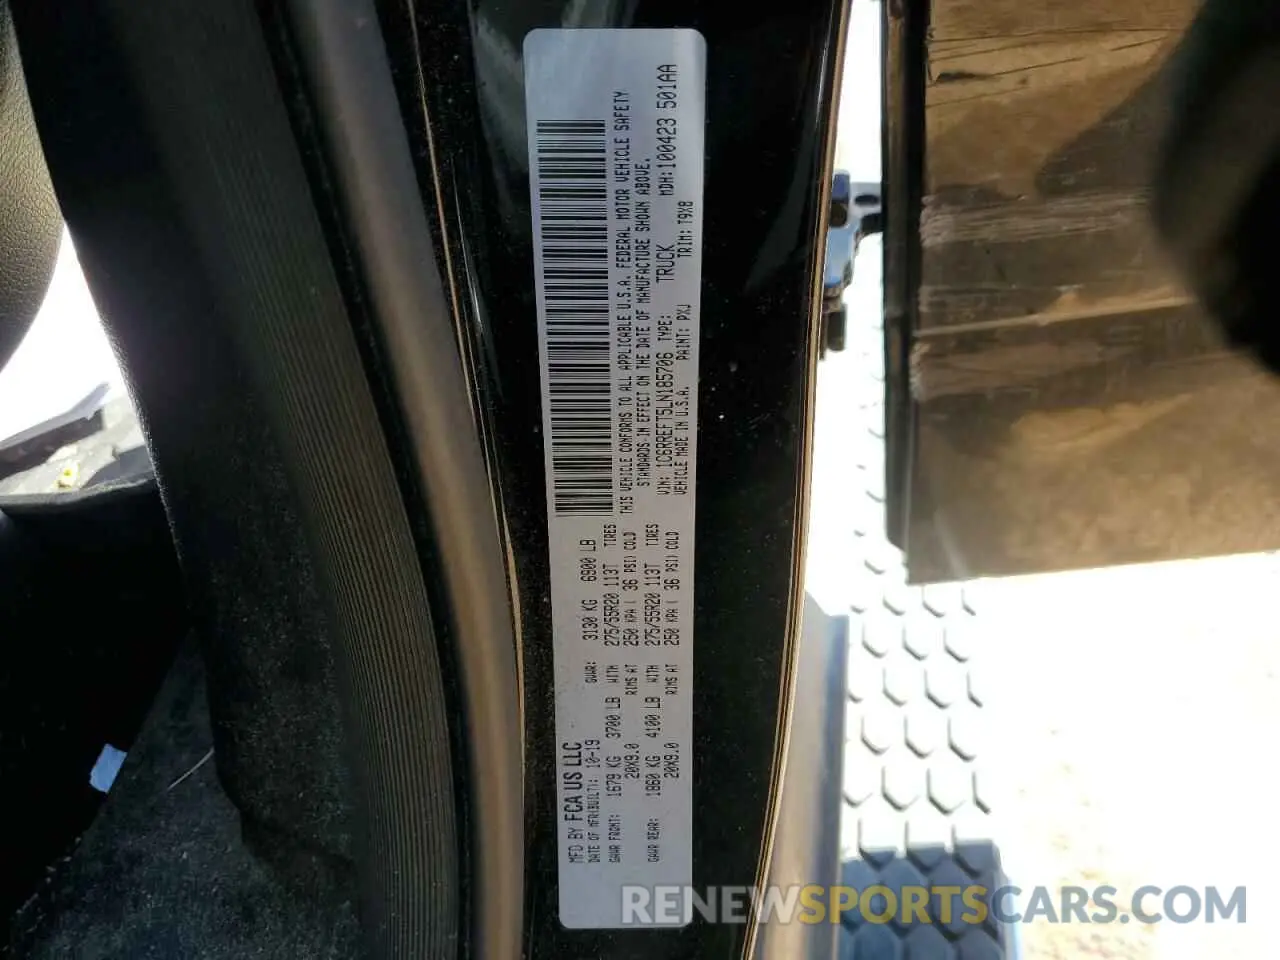 MFD BY FCA US LLC
DATE OF MFR(BUILT): 10-19 GVWR: 3130 KG 6900 LB
GAWR FRONT: 1679 KG 3700 LB WITH 275/55R20 113T TIRES
20X9.0 RIMS AT 250 KPA ( 36 PSI) COLD
GAWR REAR: 1860 KG 4100 LB WITH 275/55R20 113T TIRES
20X9.0 RIMS AT 250 KPA ( 36 PSI) COLD
THIS VEHICLE CONFORMS TO ALL APPLICABLE U.S.A. FEDERAL MOTOR VEHICLE SAFETY
STANDARDS IN EFFECT ON THE DATE OF MANUFACTURE SHOWN ABOVE.
VIN: 1C6RREFT5LN185706 TYPE: TRUCK MDH: 100423 501AA
VEHICLE MADE IN U.S.A. PAINT: PXJ TRIM: T9X8
RENEWSPORTSCARS.COM